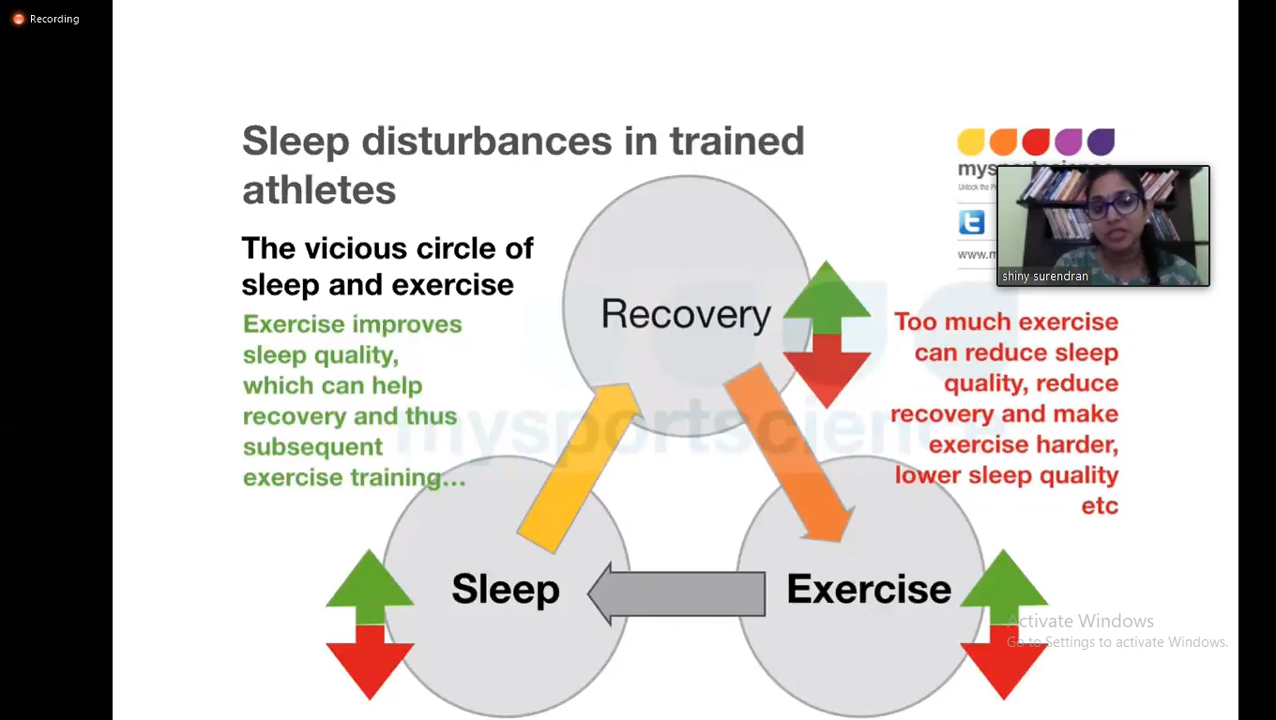 Recording
Sleep disturbances in trained
athletes
The vicious circle of
sleep and exercise
Exercise improves
sleep quality,
which can help
recovery and thus
subsequent
exercise training...
Recovery
Too much exercise
can reduce sleep
quality, reduce
recovery and make
exercise harder,
lower sleep quality
etc
mysportscience
Sleep
Exercise
shiny surendran
Activate Windows
Go to Settings to activate Windows.